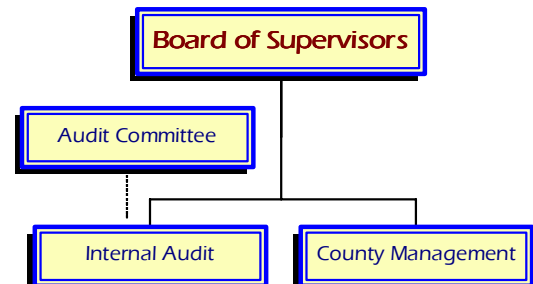 Board of Supervisors
Audit Committee
Internal Audit
County Management